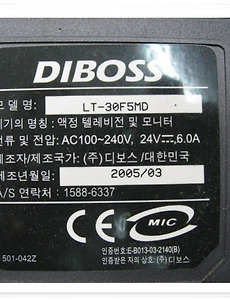 DIBOSS
모델명: LT-30F5MD
기기의 명칭 : 액정 텔레비전 및 모니터
전류 및 전압: AC100~240V, 24V⎓,6.0A
제조자/제조국가: (주)디보스/대한민국
제조년월일 : 2005/03
A/S 연락처 : 1588-6337
MIC
501-042Z
인증번호:E-B013-03-2140(B)
인증받은 자의 상호:(주)디보스